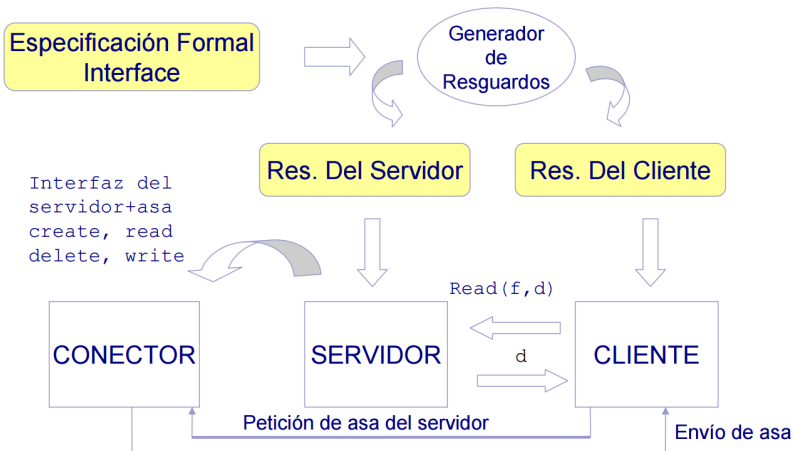 Especificación Formal
Interface
Generador
de
Resguardos
Res. Del Servidor
Res. Del Cliente
Interfaz del
servidor+asa
create, read
delete, write
Read(f,d)
CONECTOR
SERVIDOR
d
CLIENTE
Petición de asa del servidor
Envío de asa